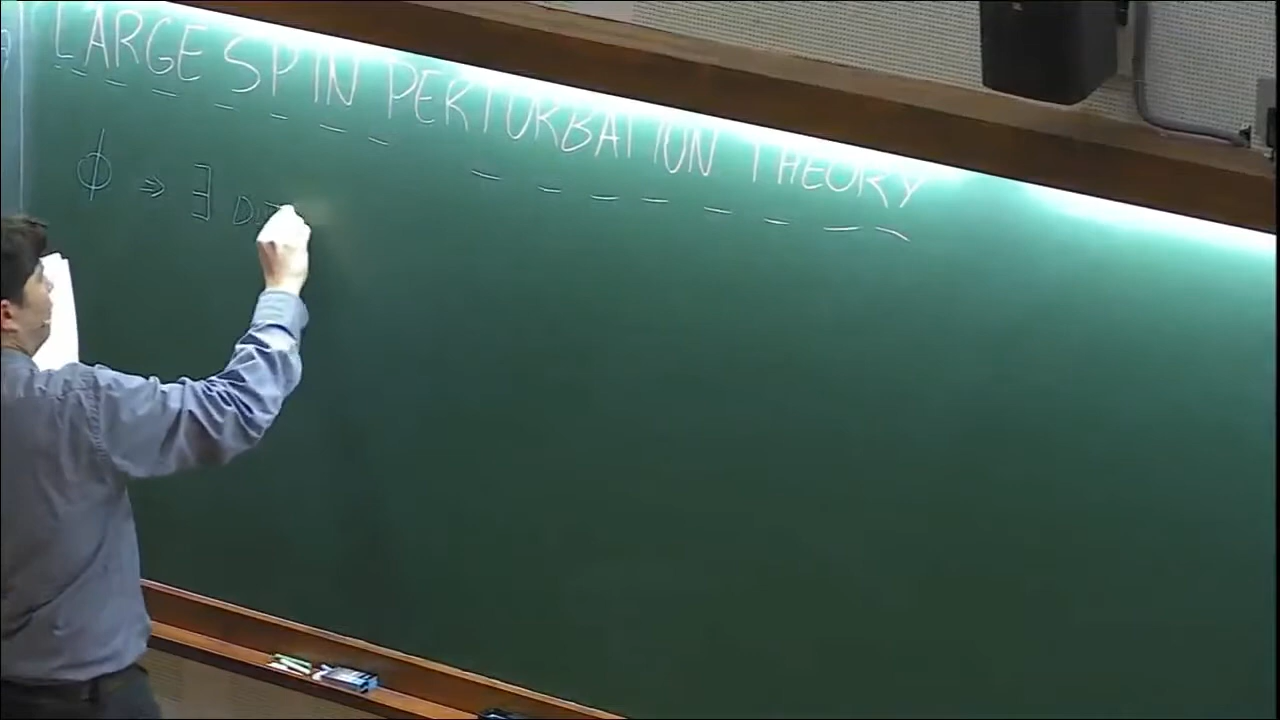 LARGE SPIN PERTURBATION THEORY
ϕ ⇒ ∃